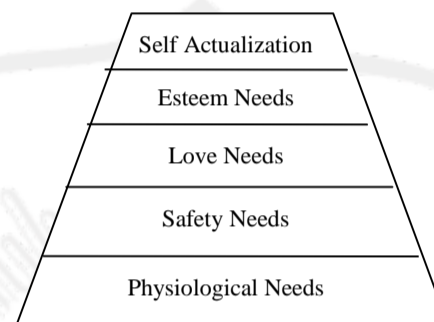 Self Actualization
Esteem Needs
Love Needs
Safety Needs
Physiological Needs